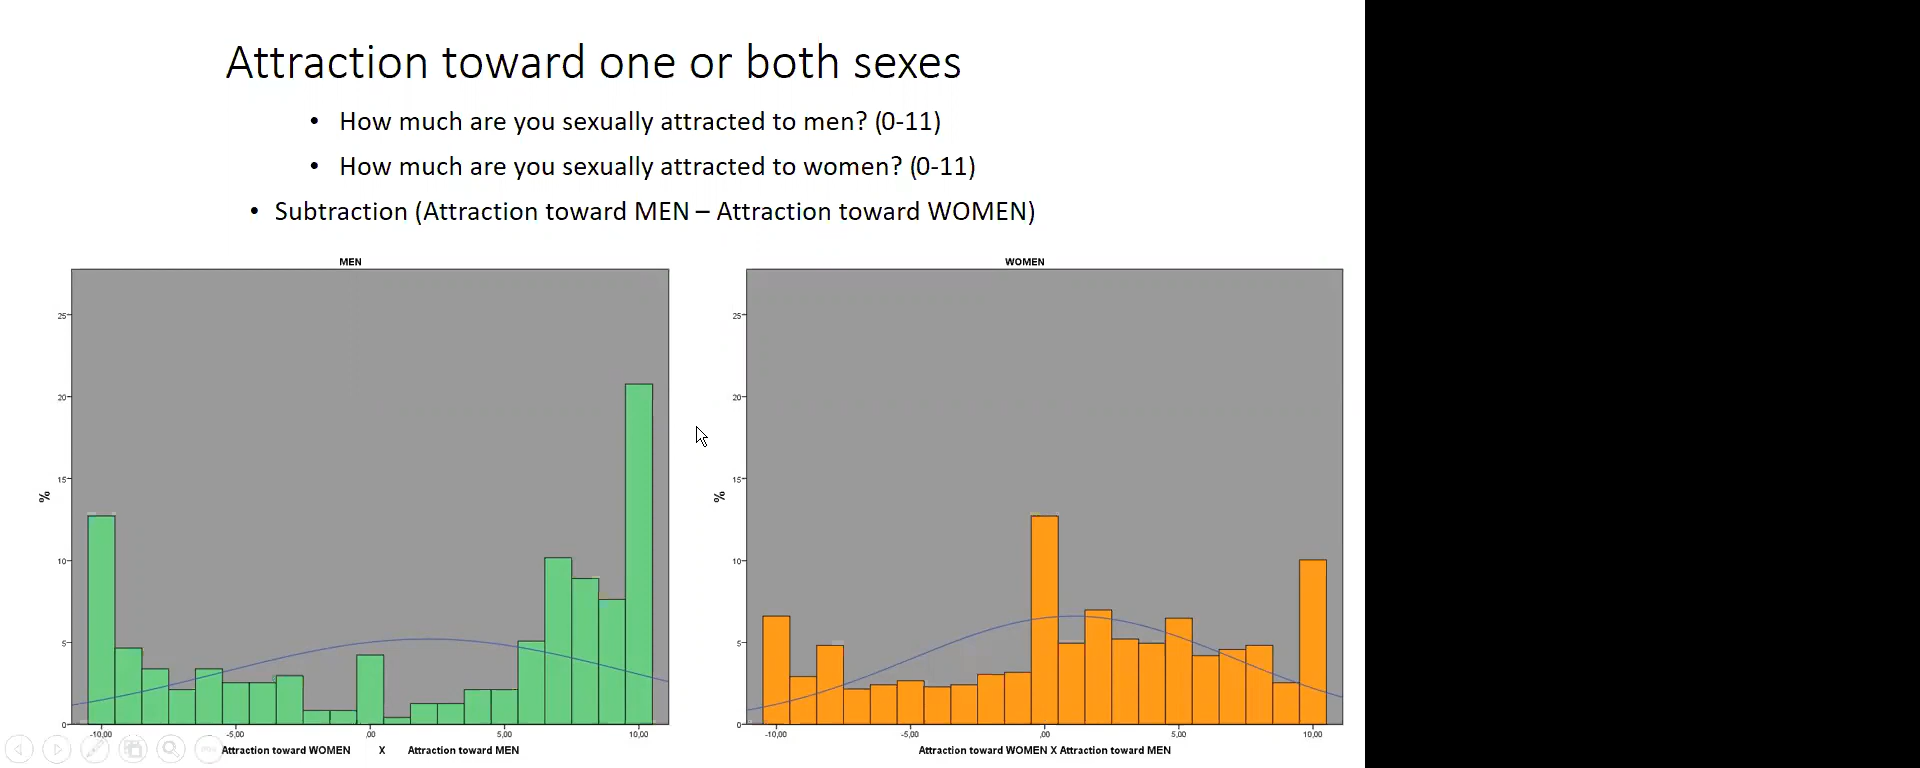 Attraction toward one or both sexes
• How much are you sexually attracted to men? (0-11)
• How much are you sexually attracted to women? (0-11)
• Subtraction (Attraction toward MEN – Attraction toward WOMEN)
MEN
25
20
15
10
5
0
%
-10,00 -5,00 ,00 5,00 10,00
Attraction toward WOMEN X Attraction toward MEN
WOMEN
25
20
15
10
5
0
%
-10,00 -5,00 ,00 5,00 10,00
Attraction toward WOMEN X Attraction toward MEN